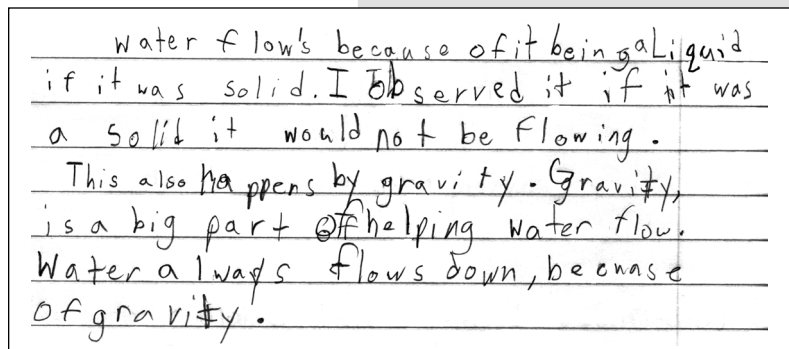 water flow's because of it being a Liquid
if it was solid. I observed it if it was
a solid it would not be flowing.
This also happens by gravity. Gravity,
is a big part of helping water flow.
Water always flows down, becuase
of gravity.